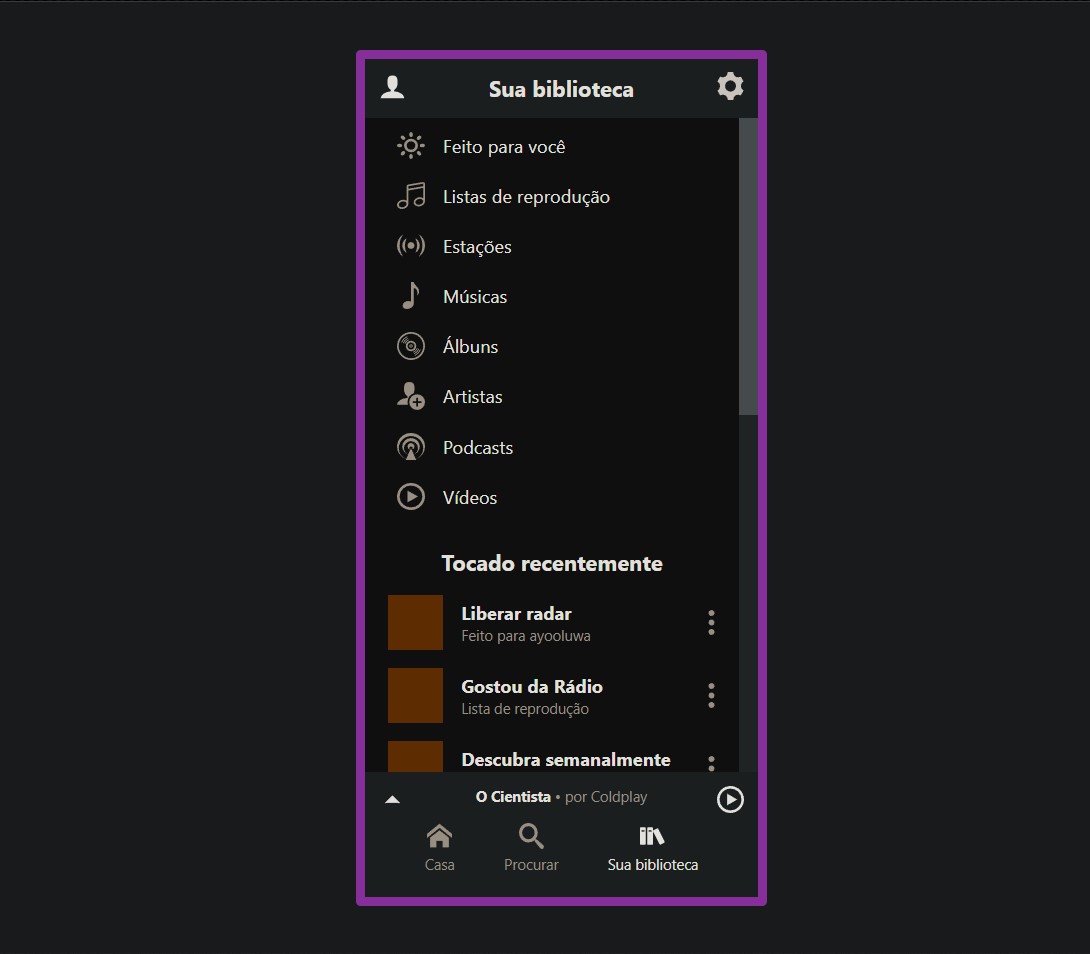 Sua biblioteca
Feito para você
Listas de reprodução
Estações
Músicas
Álbuns
Artistas
Podcasts
Vídeos
Tocado recentemente
Liberar radar
Feito para ayooluwa
Gostou da Rádio
Lista de reprodução
Descubra semanalmente
O Cientista • por Coldplay
Casa
Procurar
Sua biblioteca